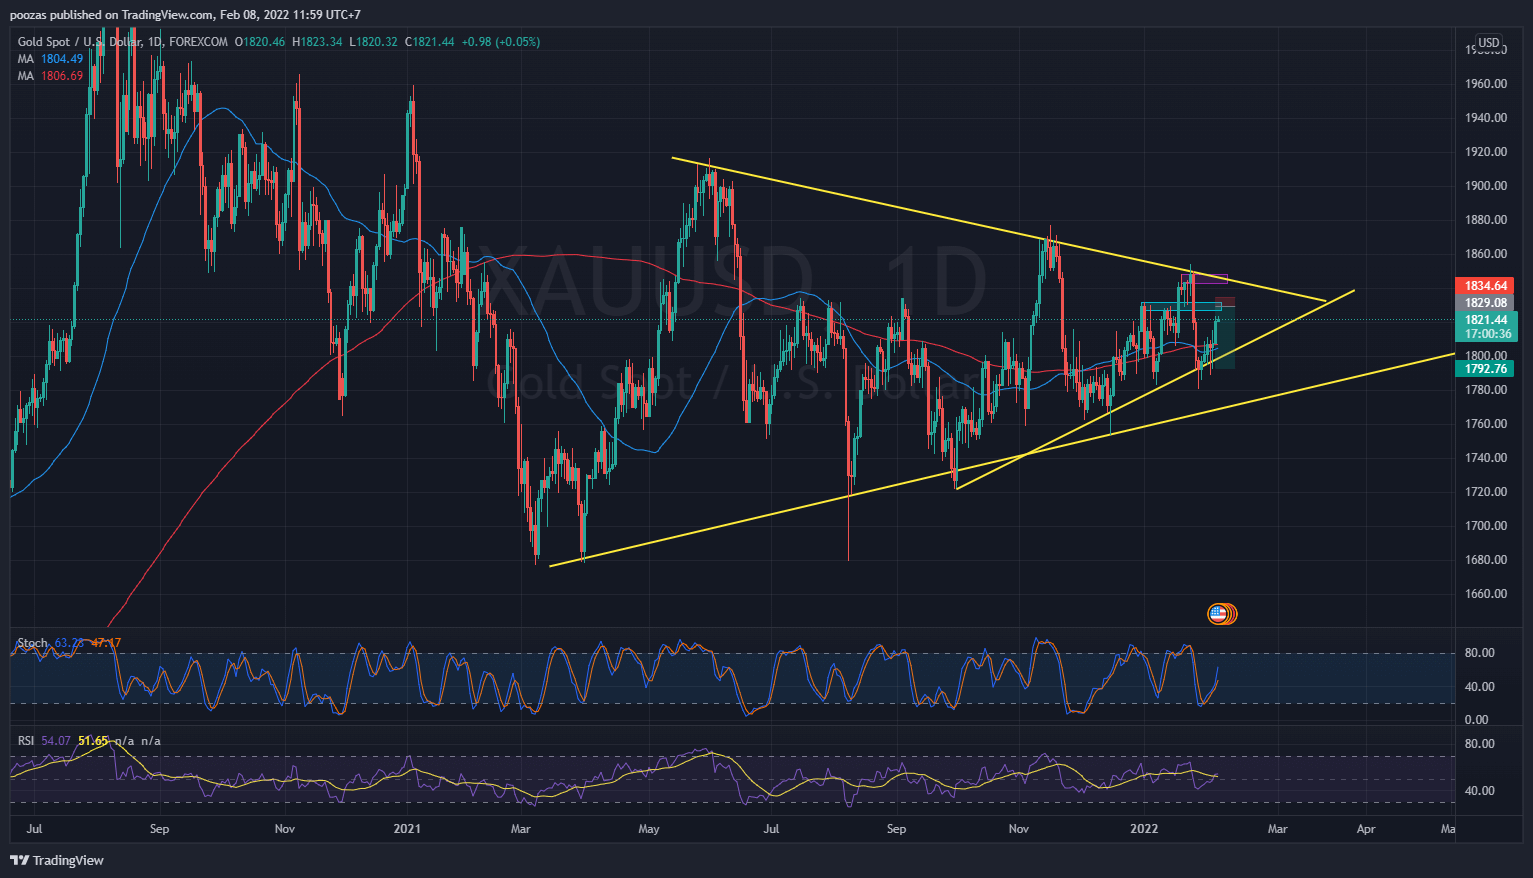 poozas published on TradingView.com, Feb 08, 2022 11:59 UTC+7
Gold Spot / U.S. Dollar, 1D, FOREXCOM O1820.46 H1823.34 L1820.32 C1821.44 +0.98 (+0.05%)
MA 1804.49
MA 1806.69
USD
1960.00
1940.00
1920.00
1900.00
1880.00
1860.00
1834.64
1829.08
1821.44
17:00:36
1800.00
1792.76
1780.00
1760.00
1740.00
1720.00
1700.00
1680.00
1660.00
XAUUSD, 1D
Gold Spot / U.S. Dollar
Stoch 63.23 47.17
80.00
40.00
0.00
RSI 54.07 51.65 n/a n/a
80.00
40.00
Jul Sep Nov 2021 Mar May Jul Sep Nov 2022 Mar Apr
TradingView